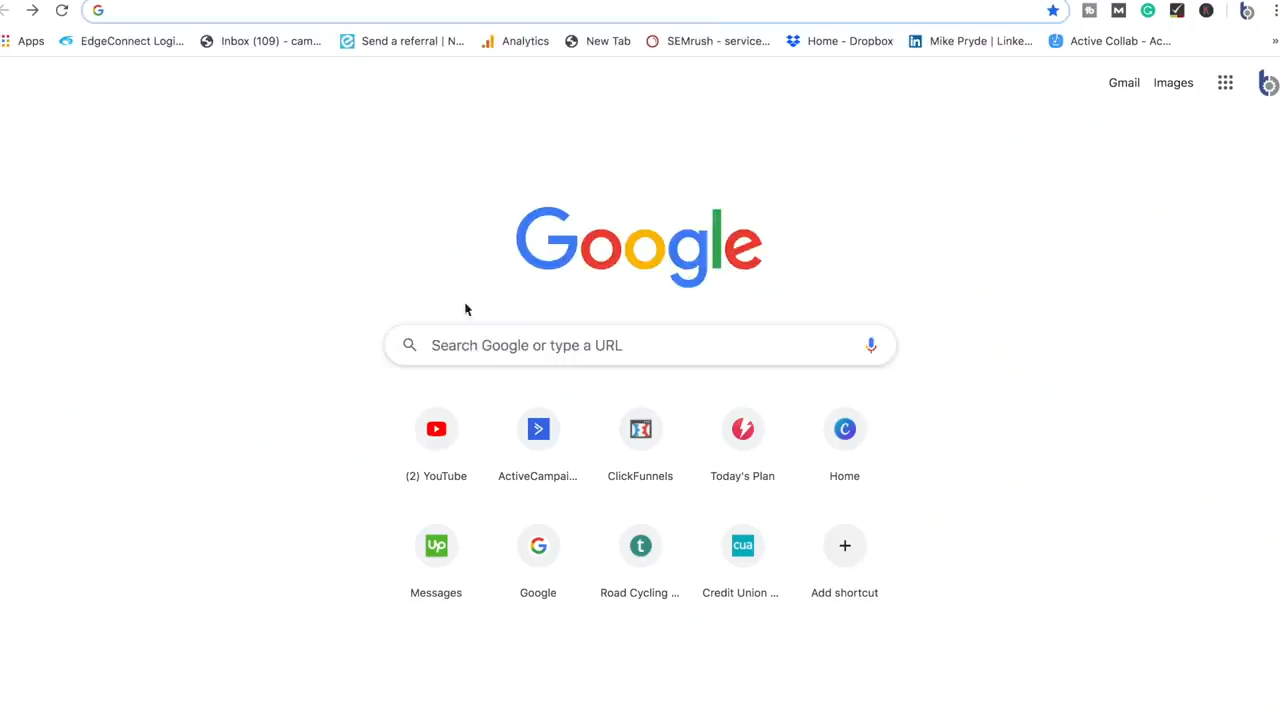 Apps EdgeConnect Logi... Inbox (109) - cam... Send a referral | N... Analytics New Tab SEMrush - service... Home - Dropbox Mike Pryde | Linke... Active Collab - Ac... »
Gmail Images
Google
Search Google or type a URL
(2) YouTube ActiveCampai... ClickFunnels Today's Plan Home
Up t cua
Messages Google Road Cycling ... Credit Union ... Add shortcut